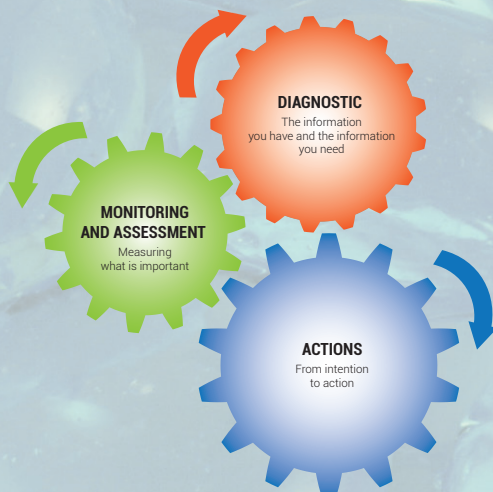 DIAGNOSTIC
The information
you have and the information
you need
MONITORING
AND ASSESSMENT
Measuring
what is important
ACTIONS
From intention
to action